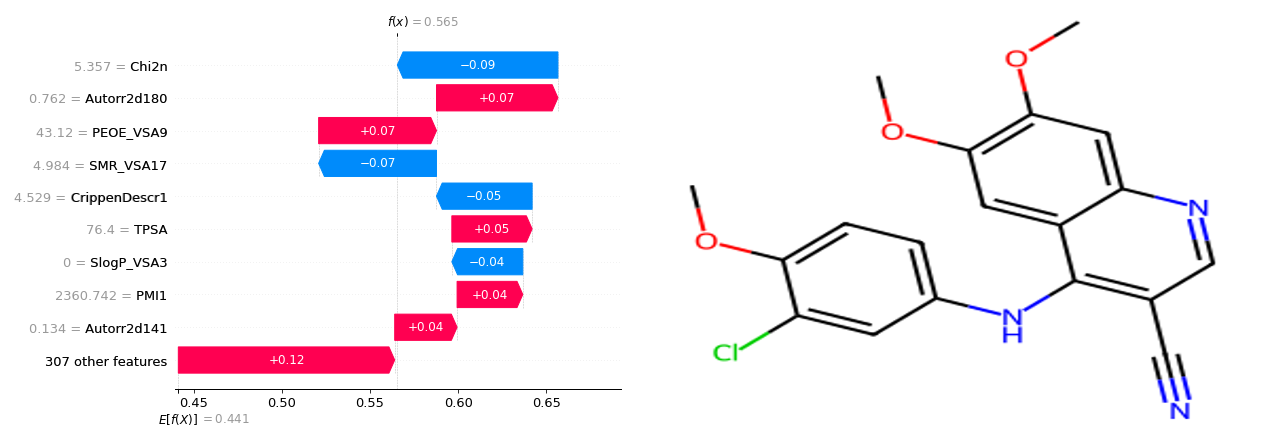 f(x) = 0.565
5.357 = Chi2n
−0.09
0.762 = Autorr2d180
+0.07
43.12 = PEOE_VSA9
+0.07
4.984 = SMR_VSA17
−0.07
4.529 = CrippenDescr1
−0.05
76.4 = TPSA
+0.05
0 = SlogP_VSA3
−0.04
2360.742 = PMI1
+0.04
0.134 = Autorr2d141
+0.04
307 other features
+0.12
0.45 0.50 0.55 0.60 0.65
E[f(X)] = 0.441
O
O
O
N
N
H
Cl
N